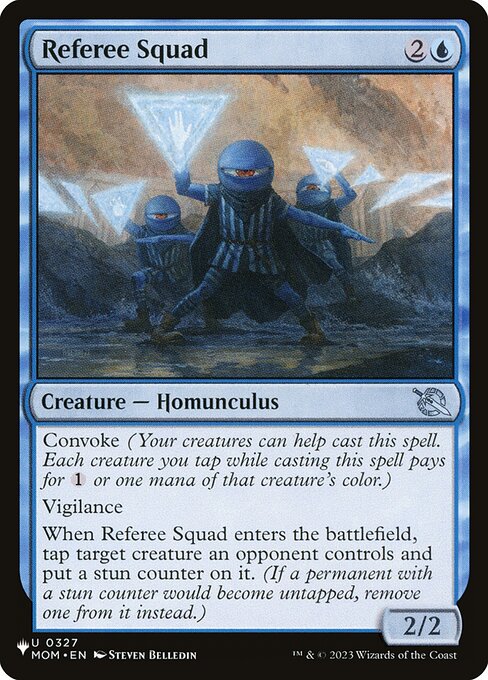 Referee Squad 2
Creature — Homunculus
Convoke (Your creatures can help cast this spell.
Each creature you tap while casting this spell pays
for 1 or one mana of that creature's color.)
Vigilance
When Referee Squad enters the battlefield,
tap target creature an opponent controls and
put a stun counter on it. (If a permanent with
a stun counter would become untapped, remove
one from it instead.)
2/2
U 0327
MOM • EN Steven Belledin ™ & © 2023 Wizards of the Coast